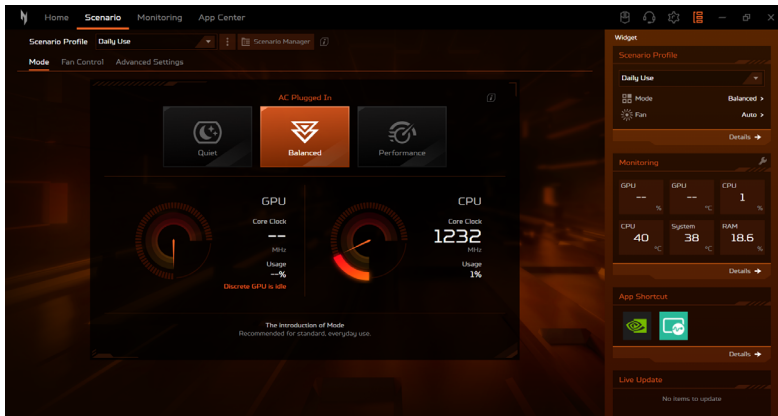 Home Scenario Monitoring App Center
Scenario Profile Daily Use Scenario Manager
Mode Fan Control Advanced Settings
AC Plugged In
Quiet Balanced Performance
GPU
Core Clock
--
MHz
Usage
--%
Discrete GPU is idle
CPU
Core Clock
1232
MHz
Usage
1%
The Introduction of Mode
Recommended for standard, everyday use.
Widget
Scenario Profile
Daily Use
Mode Balanced >
Fan Auto >
Details →
Monitoring
GPU GPU CPU
-- -- 1
% °C %
CPU System RAM
40 38 18.6
°C °C %
Details →
App Shortcut
Details →
Live Update
No items to update